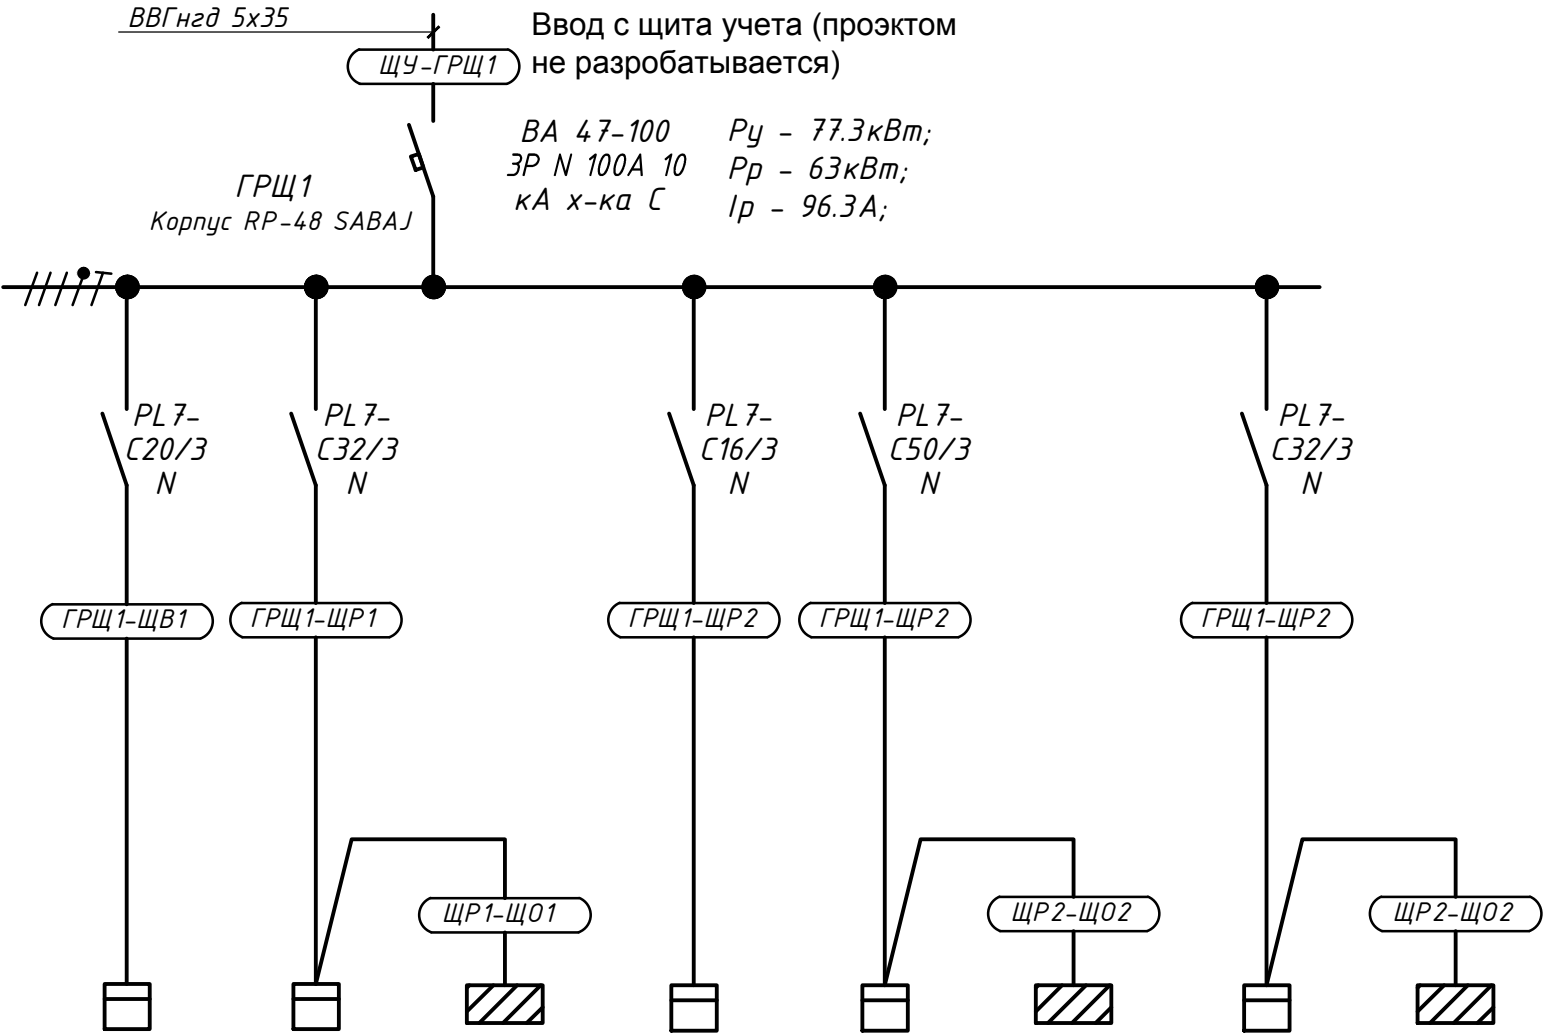 ВВГнгд 5х35
Ввод с щита учета (проэктом
не разробатывается)
ЩУ-ГРЩ1
ВА 47-100
3Р N 100А 10
кА х-ка С
Ру - 77.3кВт;
Рр - 63кВт;
Iр - 96.3А;
ГРЩ1
Корпус RP-48 SABAJ
PL7-
C20/3
N
PL7-
C32/3
N
PL7-
C16/3
N
PL7-
C50/3
N
PL7-
C32/3
N
ГРЩ1-ЩВ1
ГРЩ1-ЩР1
ГРЩ1-ЩР2
ГРЩ1-ЩР2
ГРЩ1-ЩР2
ЩР1-ЩО1
ЩР2-ЩО2
ЩР2-ЩО2